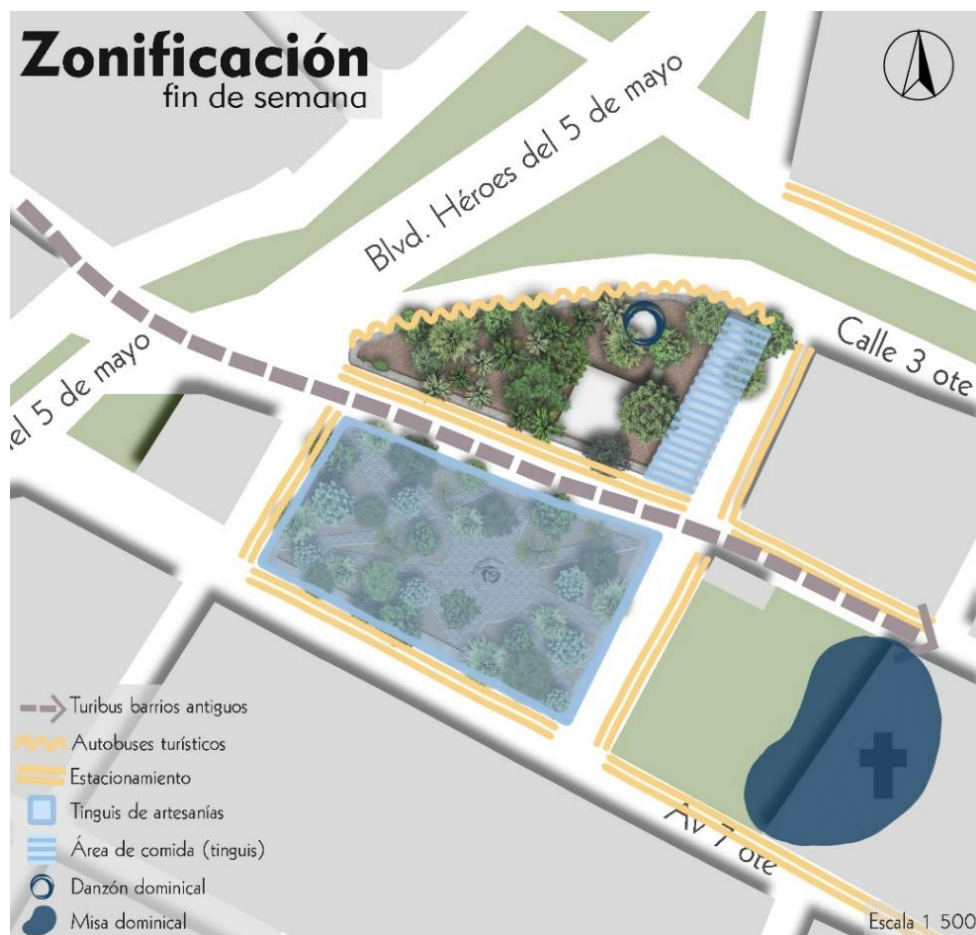 Zonificación
fin de semana
Blvd. Héroes del 5 de mayo
Calle 3 ote
el 5 de mayo
Av 7 ote
Turibus barrios antiguos
Autobuses turísticos
Estacionamiento
Tinguis de artesanías
Área de comida (tinguis)
Danzón dominical
Misa dominical
Escala 1 500